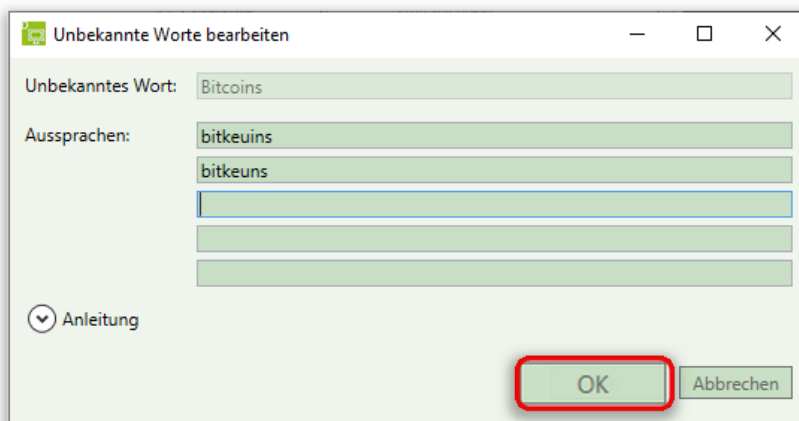 Unbekannte Worte bearbeiten
Unbekanntes Wort: Bitcoins
Aussprachen: bitkeuins
bitkeuns
Anleitung
OK Abbrechen